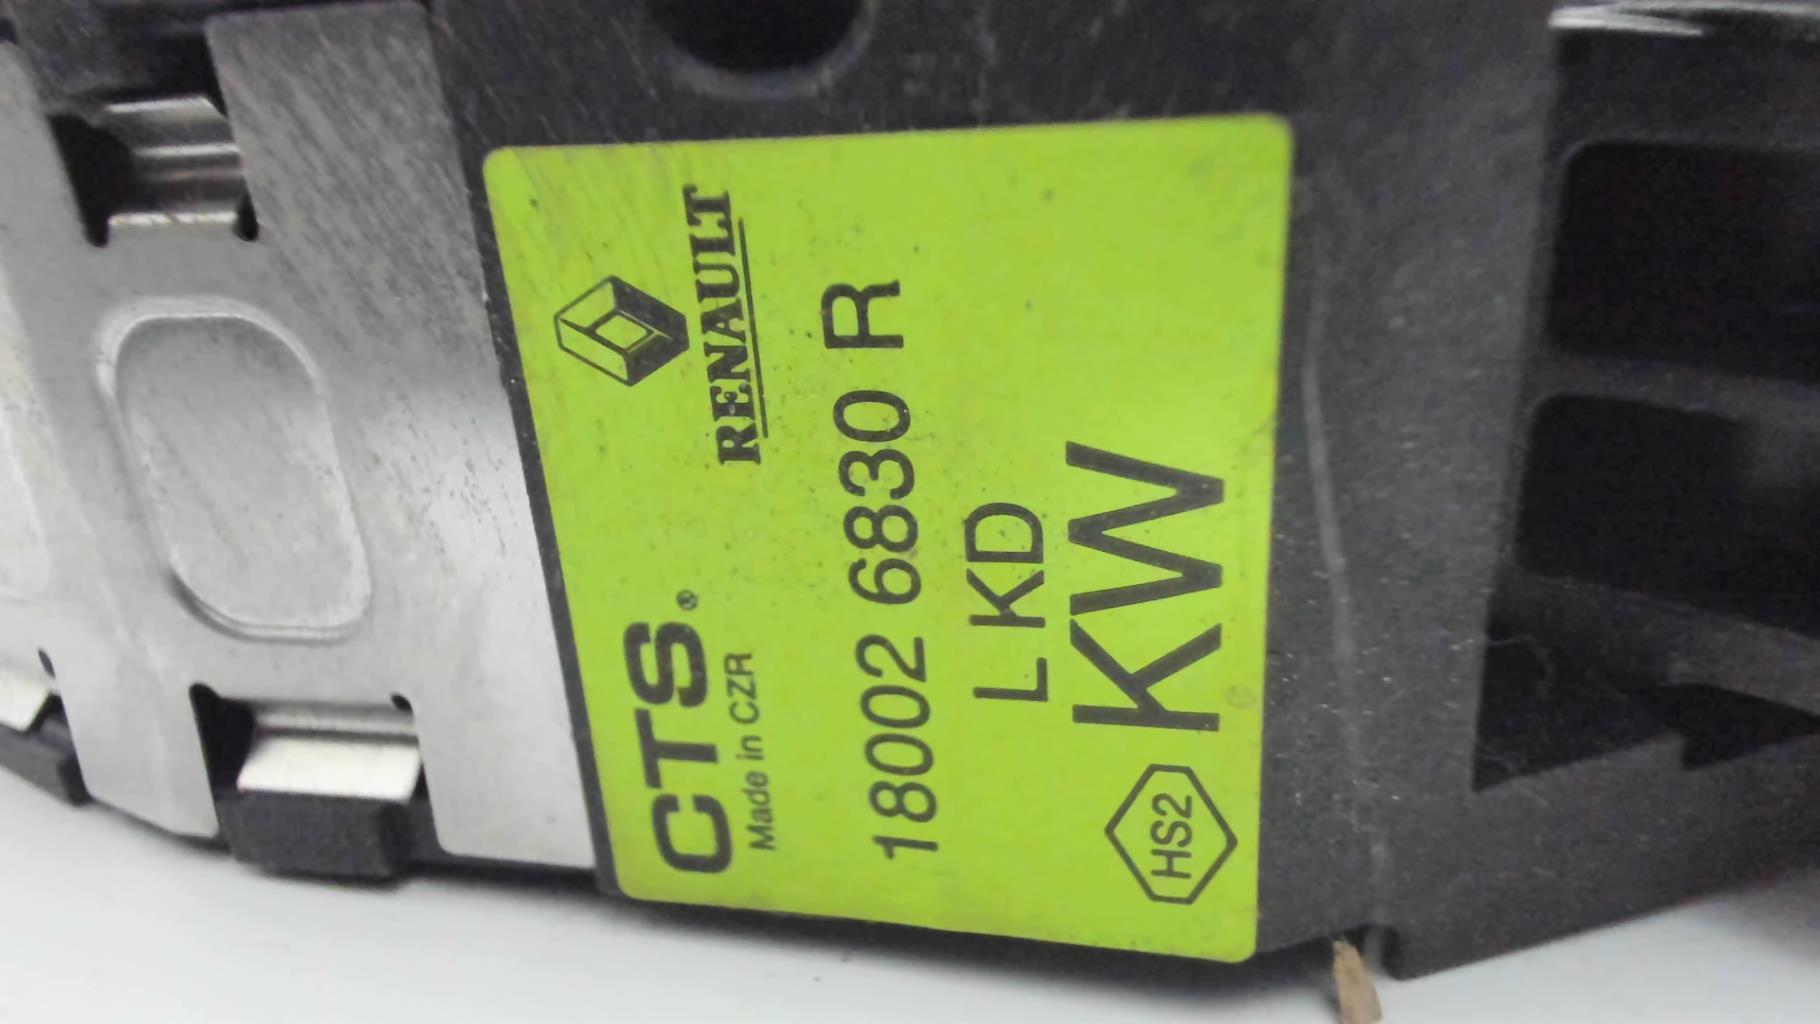 CTS®
Made in CZR
RENAULT
18002 6830 R
L KD
HS2
KW